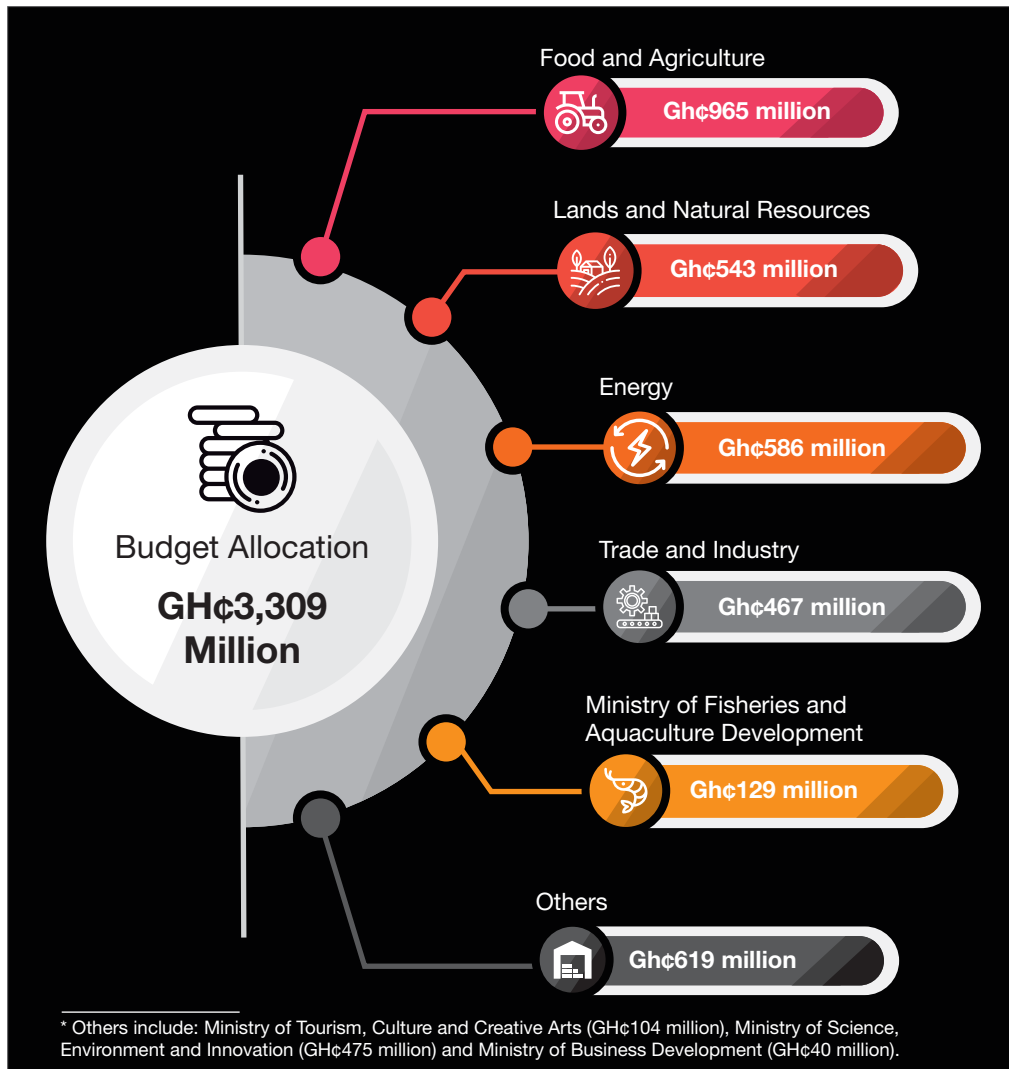 Food and Agriculture
Gh¢965 million
Lands and Natural Resources
Gh¢543 million
Energy
Gh¢586 million
Budget Allocation
GH¢3,309
Million
Trade and Industry
Gh¢467 million
Ministry of Fisheries and
Aquaculture Development
Gh¢129 million
Others
Gh¢619 million
* Others include: Ministry of Tourism, Culture and Creative Arts (GH¢104 million), Ministry of Science,
Environment and Innovation (GH¢475 million) and Ministry of Business Development (GH¢40 million).